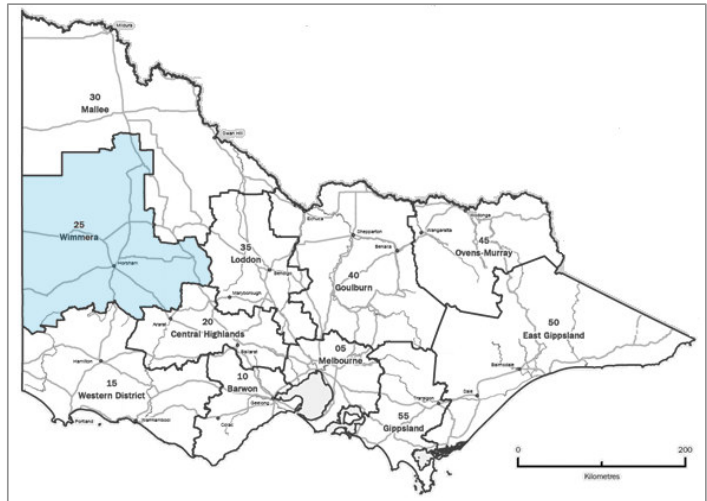 Mildura
30
Mallee
Swan Hill
25
Wimmera
Horsham
35
Loddon
Bendigo
Maryborough
Echuca
Shepparton
Benalla
40
Goulburn
Wangaratta
Wodonga
45
Ovens-Murray
50
East Gippsland
Bairnsdale
Sale
20
Central Highlands
Ararat
Ballarat
05
Melbourne
10
Barwon
Geelong
Colac
15
Western District
Hamilton
Portland
Warrnambool
55
Gippsland
Traralgon
0
200
Kilometres